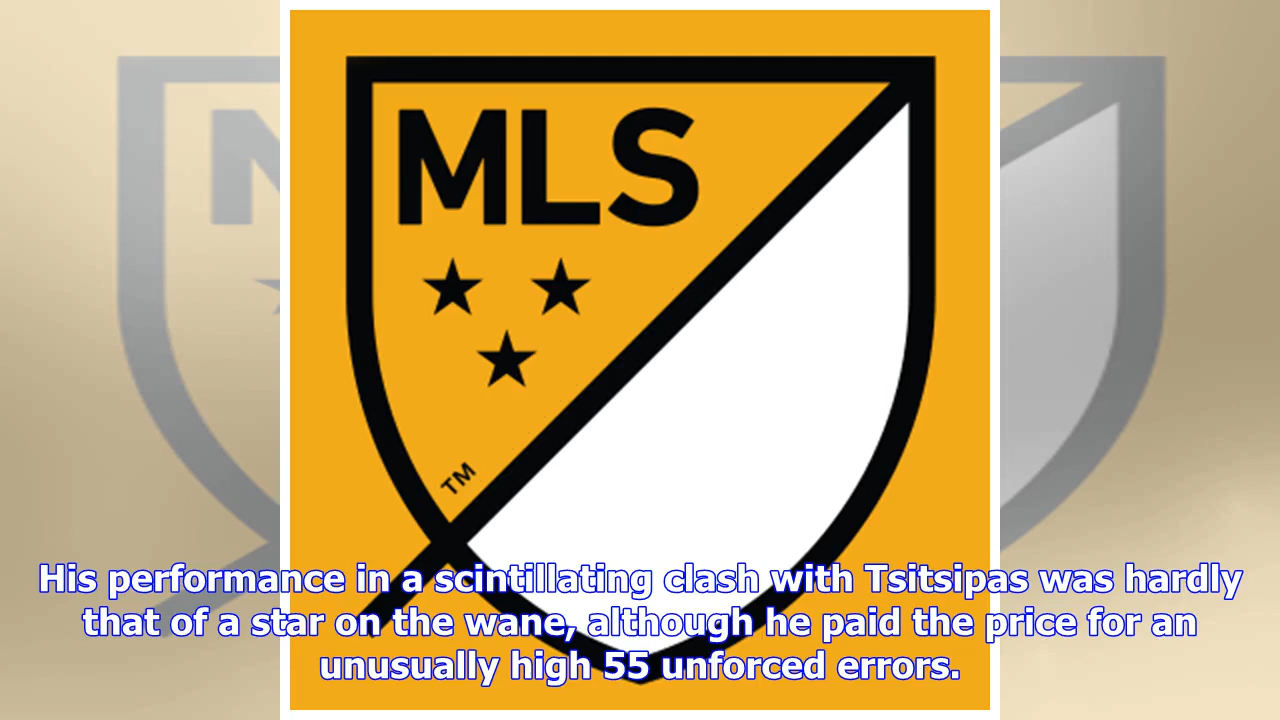 MLS
TM
His performance in a scintillating clash with Tsitsipas was hardly
that of a star on the wane, although he paid the price for an
unusually high 55 unforced errors.